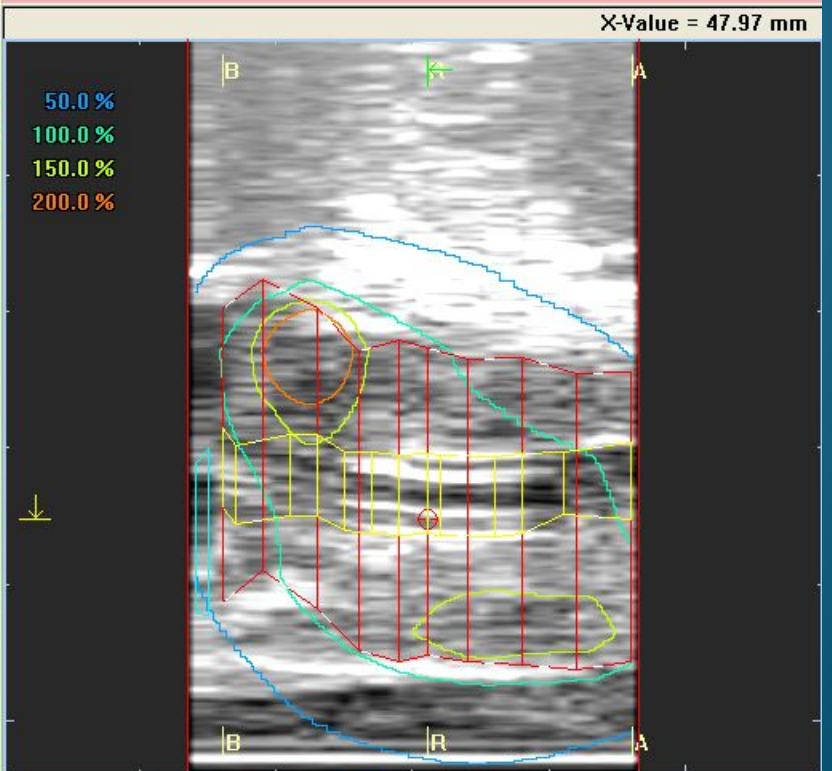 X-Value = 47.97 mm
B R A
50.0 %
100.0 %
150.0 %
200.0 %
B R A